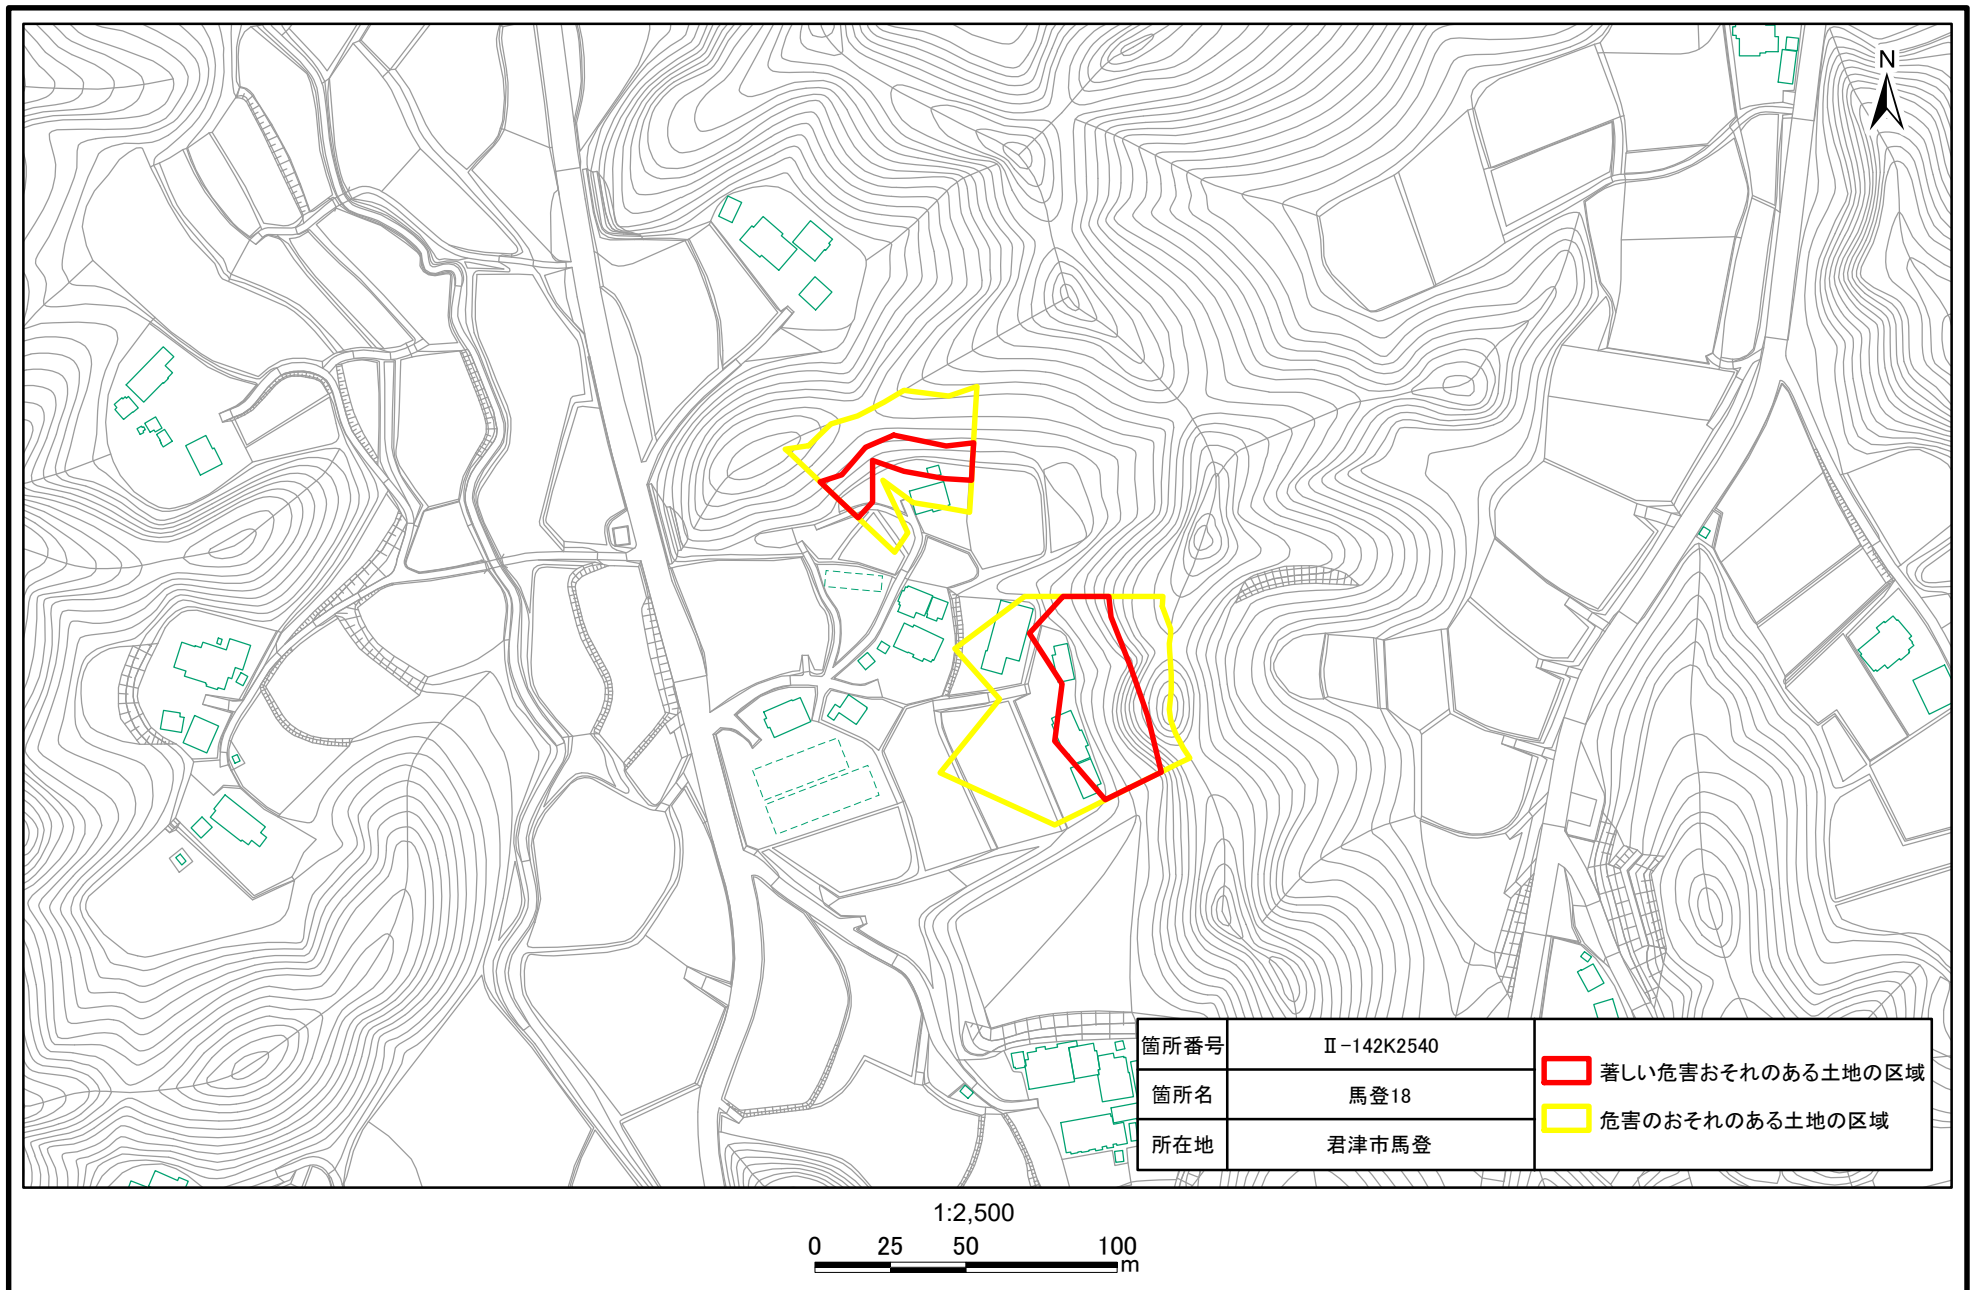 N
箇所番号 Ⅱ-142K2540
箇所名 馬登18
所在地 君津市馬登
著しい危害おそれのある土地の区域
危害のおそれのある土地の区域
1:2,500
0 25 50 100
m